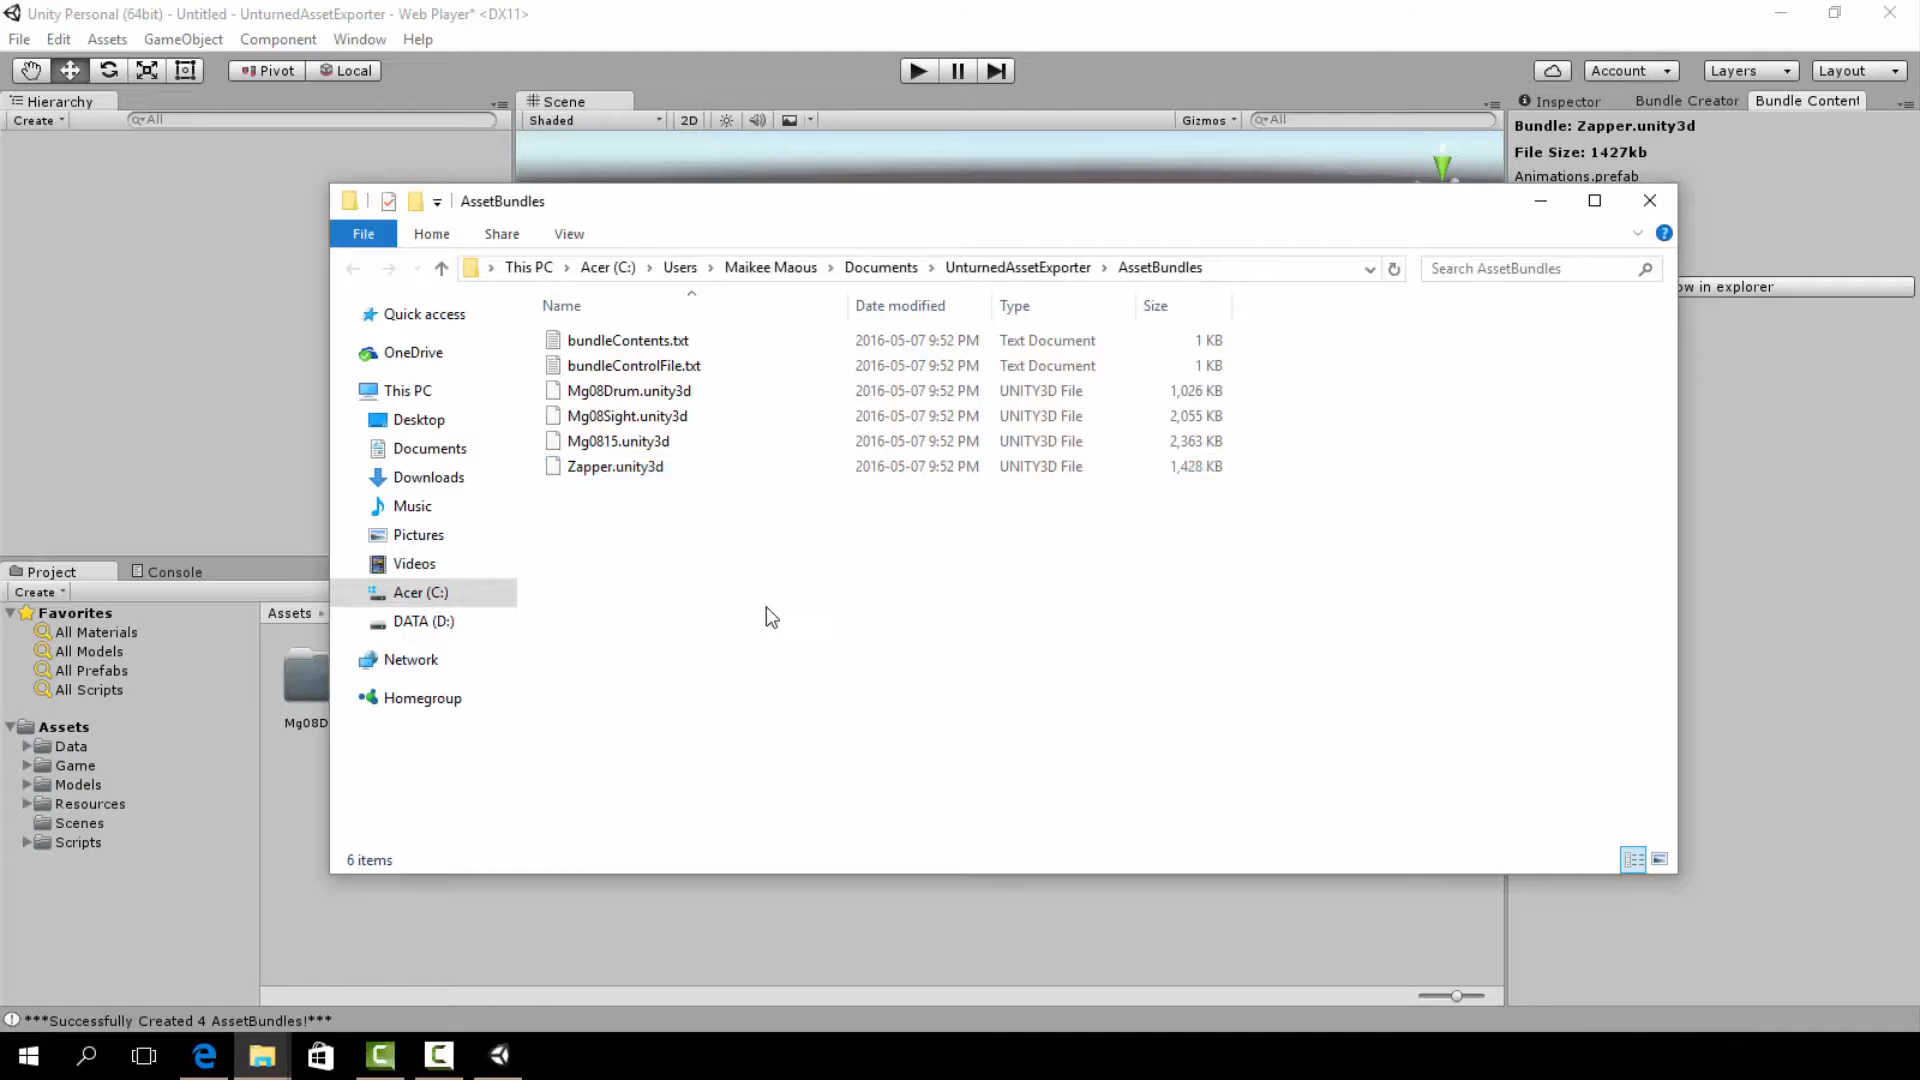 Unity Personal (64bit) - Untitled - UnturnedAssetExporter - Web Player* <DX11>
File Edit Assets GameObject Component Window Help
Pivot Local Account Layers Layout
Hierarchy Scene Inspector Bundle Creator Bundle Content
Create All Shaded 2D Gizmos All
Bundle: Zapper.unity3d
File Size: 1427kb
Animations.prefab
AssetBundles
File Home Share View
This PC Acer (C:) Users Maikee Maous Documents UnturnedAssetExporter AssetBundles Search AssetBundles
ow in explorer
Name Date modified Type Size
bundleContents.txt 2016-05-07 9:52 PM Text Document 1 KB
bundleControlFile.txt 2016-05-07 9:52 PM Text Document 1 KB
Mg08Drum.unity3d 2016-05-07 9:52 PM UNITY3D File 1,026 KB
Mg08Sight.unity3d 2016-05-07 9:52 PM UNITY3D File 2,055 KB
Mg0815.unity3d 2016-05-07 9:52 PM UNITY3D File 2,363 KB
Zapper.unity3d 2016-05-07 9:52 PM UNITY3D File 1,428 KB
Quick access
OneDrive
This PC
Desktop
Documents
Downloads
Music
Pictures
Videos
Acer (C:)
DATA (D:)
Network
Homegroup
6 items
Project Console
Create
Favorites
All Materials
All Models
All Prefabs
All Scripts
Assets
Data
Game
Models
Resources
Scenes
Scripts
Assets
Mg08D
***Successfully Created 4 AssetBundles!***